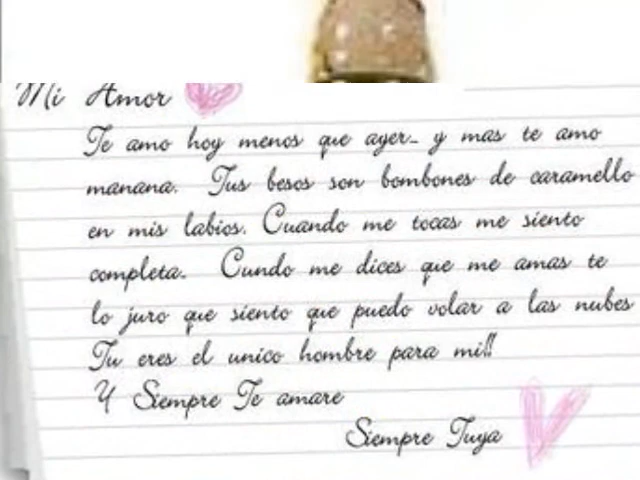 Mi Amor
Te amo hoy menos que ayer.. y mas te amo
manana. Tus besos son bombones de caramello
en mis labios. Cuando me tocas me siento
completa. Cundo me dices que me amas te
lo juro que siento que puedo volar a las nubes
Tu eres el unico hombre para mi!!
Y Siempre Te amare
Siempre Tuya